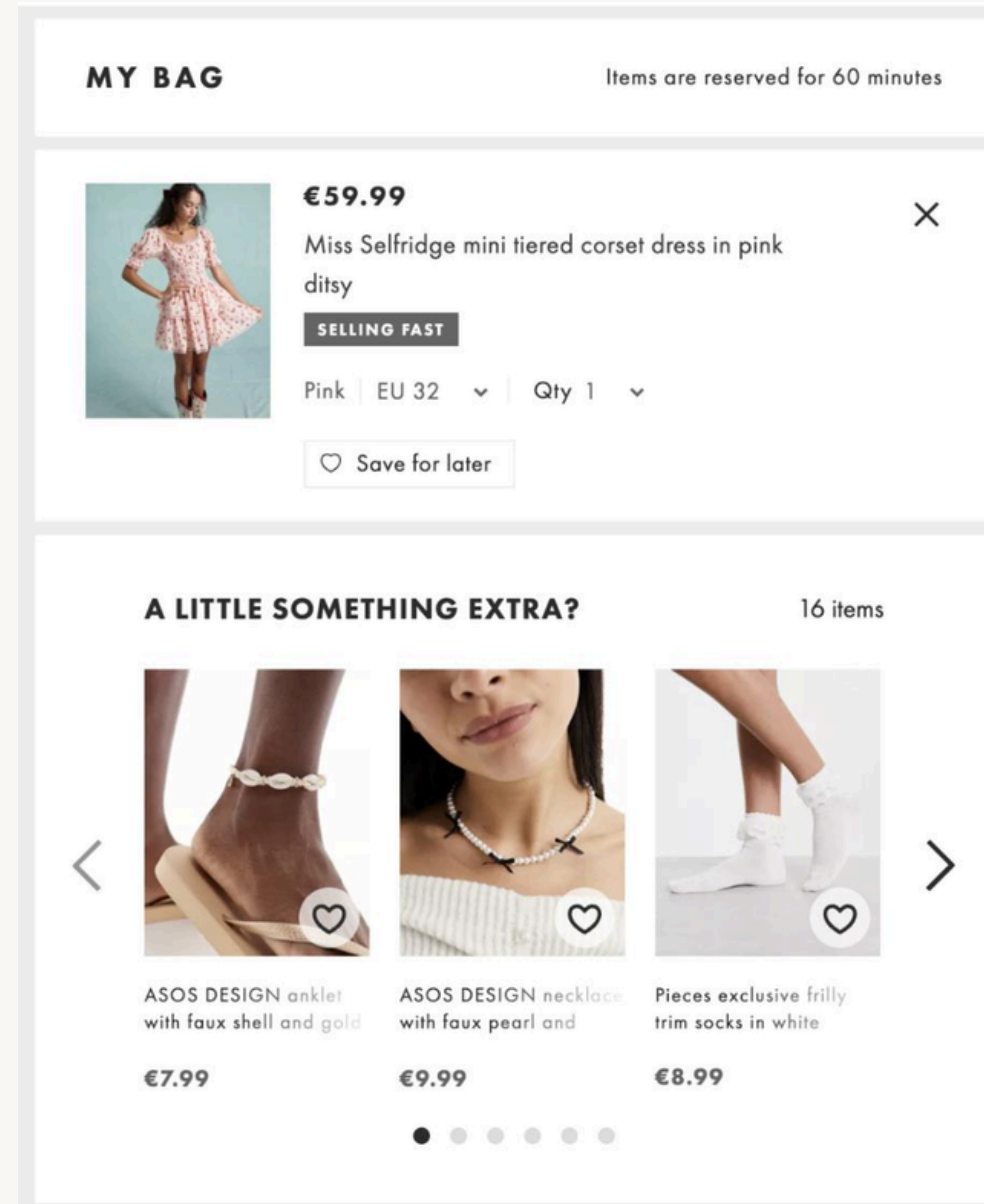 MY BAG
Items are reserved for 60 minutes
€59.99
Miss Selfridge mini tiered corset dress in pink
ditsy
SELLING FAST
Pink EU 32 Qty 1
Save for later
A LITTLE SOMETHING EXTRA?
16 items
ASOS DESIGN anklet
with faux shell and gold
€7.99
ASOS DESIGN necklace
with faux pearl and
€9.99
Pieces exclusive frilly
trim socks in white
€8.99